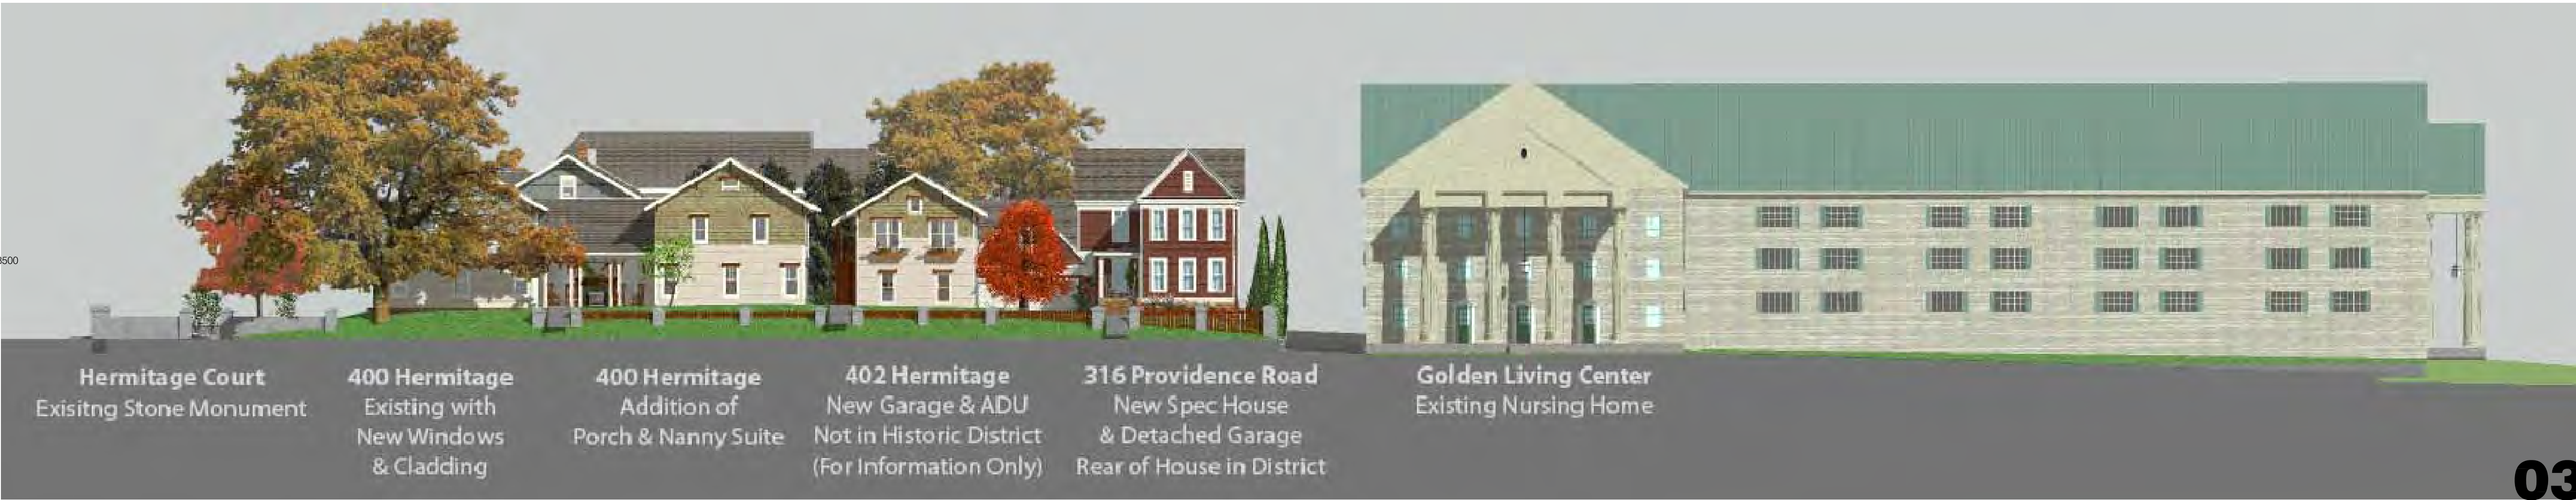 3500
Hermitage Court
Exisitng Stone Monument
400 Hermitage
Existing with
New Windows
& Cladding
400 Hermitage
Addition of
Porch & Nanny Suite
402 Hermitage
New Garage & ADU
Not in Historic District
(For Information Only)
316 Providence Road
New Spec House
& Detached Garage
Rear of House in District
Golden Living Center
Existing Nursing Home
03